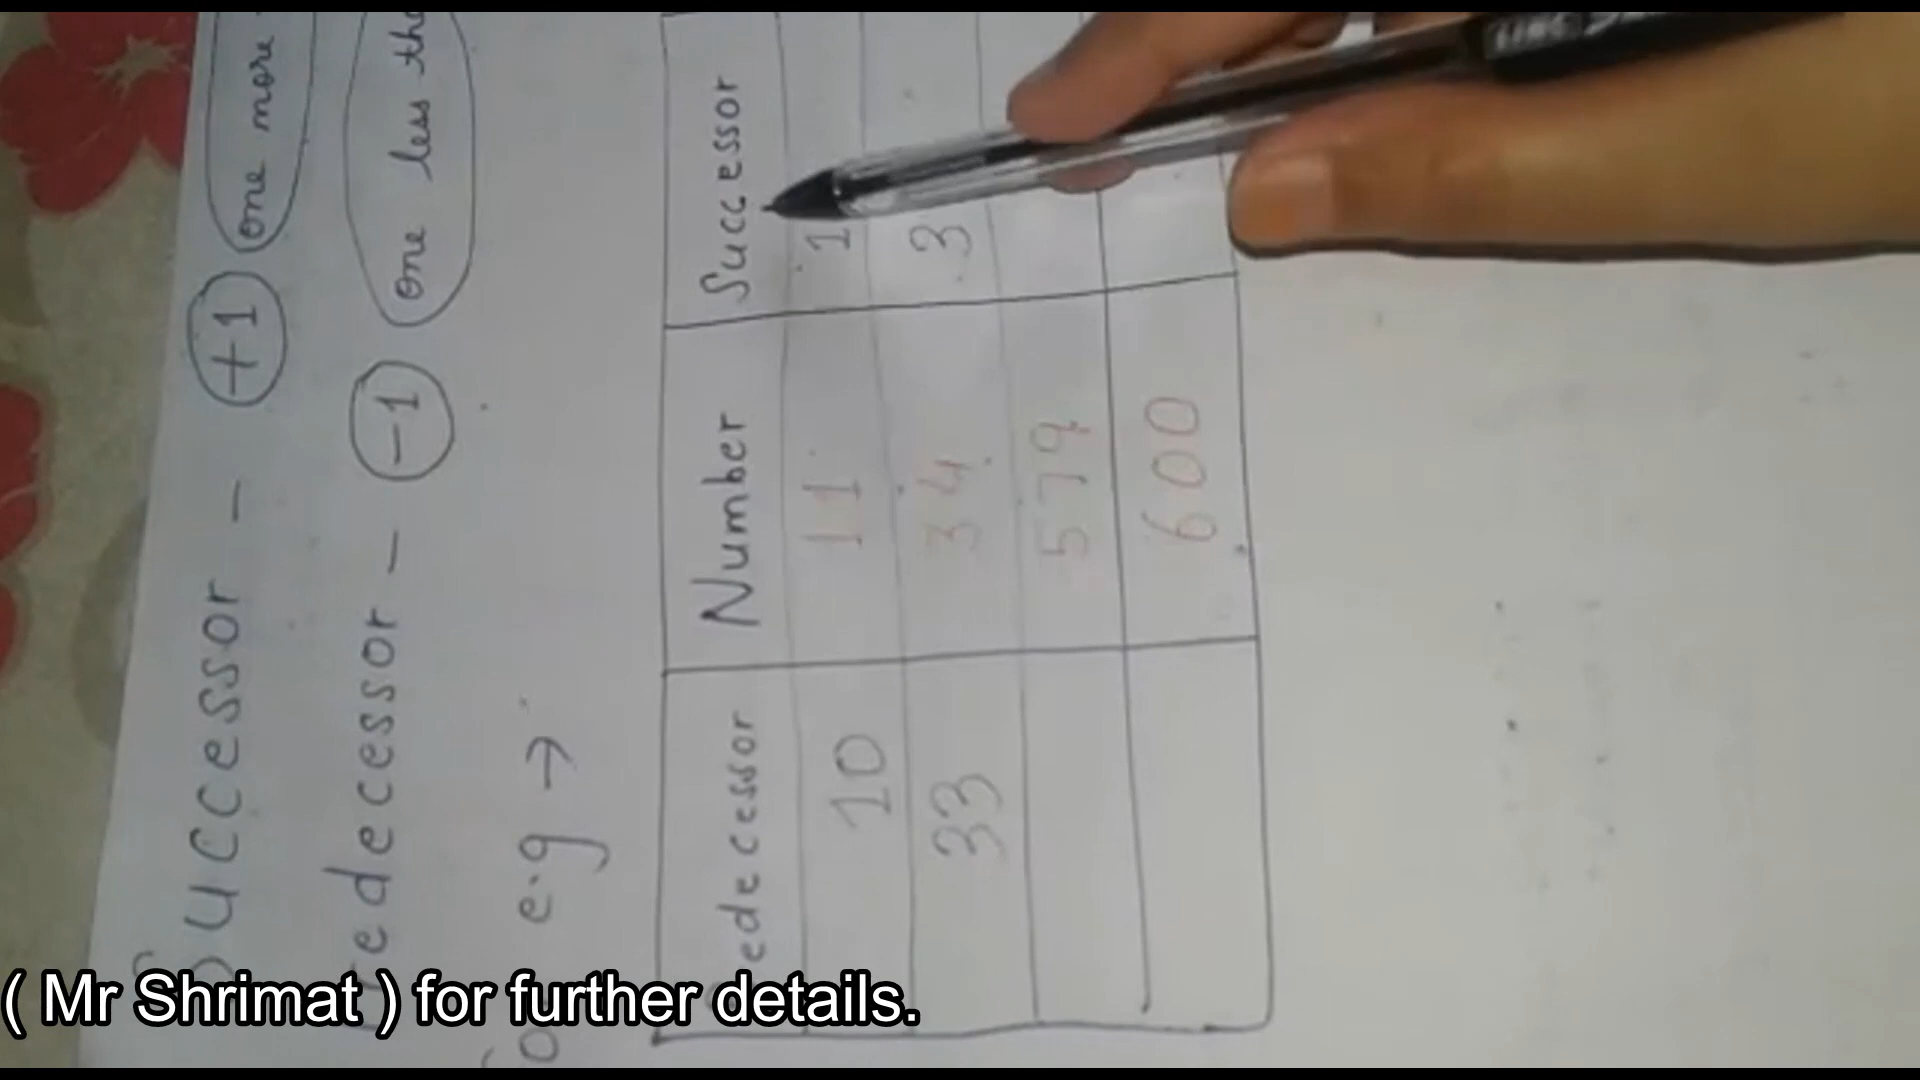 Successor - +1 one more
edecessor - -1 one less tha
e.g →
edecessor Number Successor
10 11 1
33 34 3
579
600
( Mr Shrimat ) for further details.